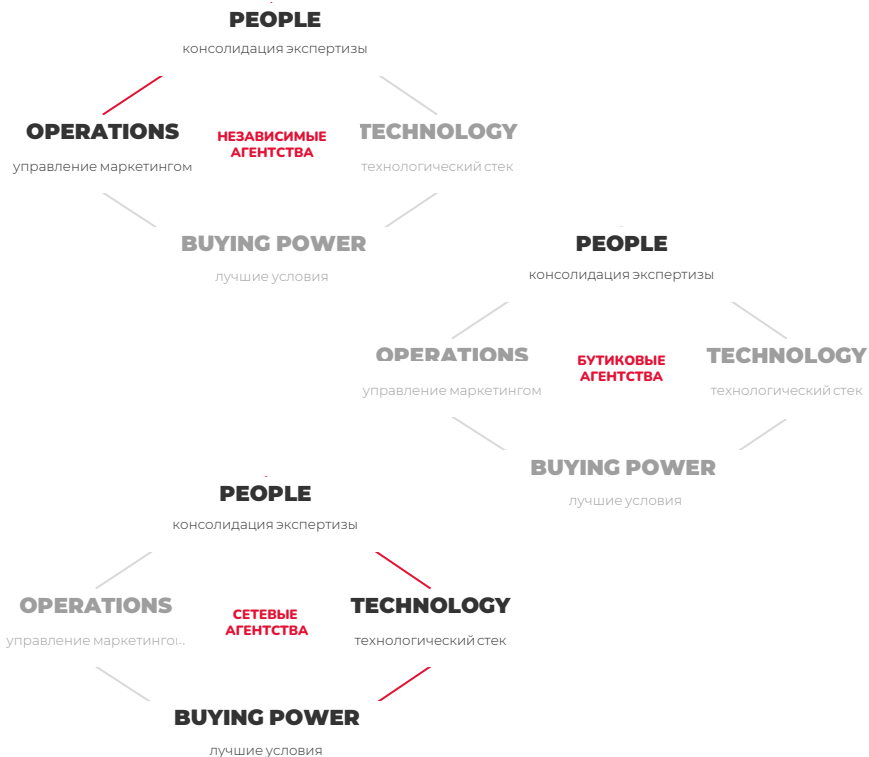 PEOPLE
консолидация экспертизы
OPERATIONS
управление маркетингом
НЕЗАВИСИМЫЕ
АГЕНТСТВА
TECHNOLOGY
технологический стек
BUYING POWER
лучшие условия
PEOPLE
консолидация экспертизы
OPERATIONS
управление маркетингом
БУТИКОВЫЕ
АГЕНТСТВА
TECHNOLOGY
технологический стек
BUYING POWER
лучшие условия
PEOPLE
консолидация экспертизы
OPERATIONS
управление маркетингом
СЕТЕВЫЕ
АГЕНТСТВА
TECHNOLOGY
технологический стек
BUYING POWER
лучшие условия